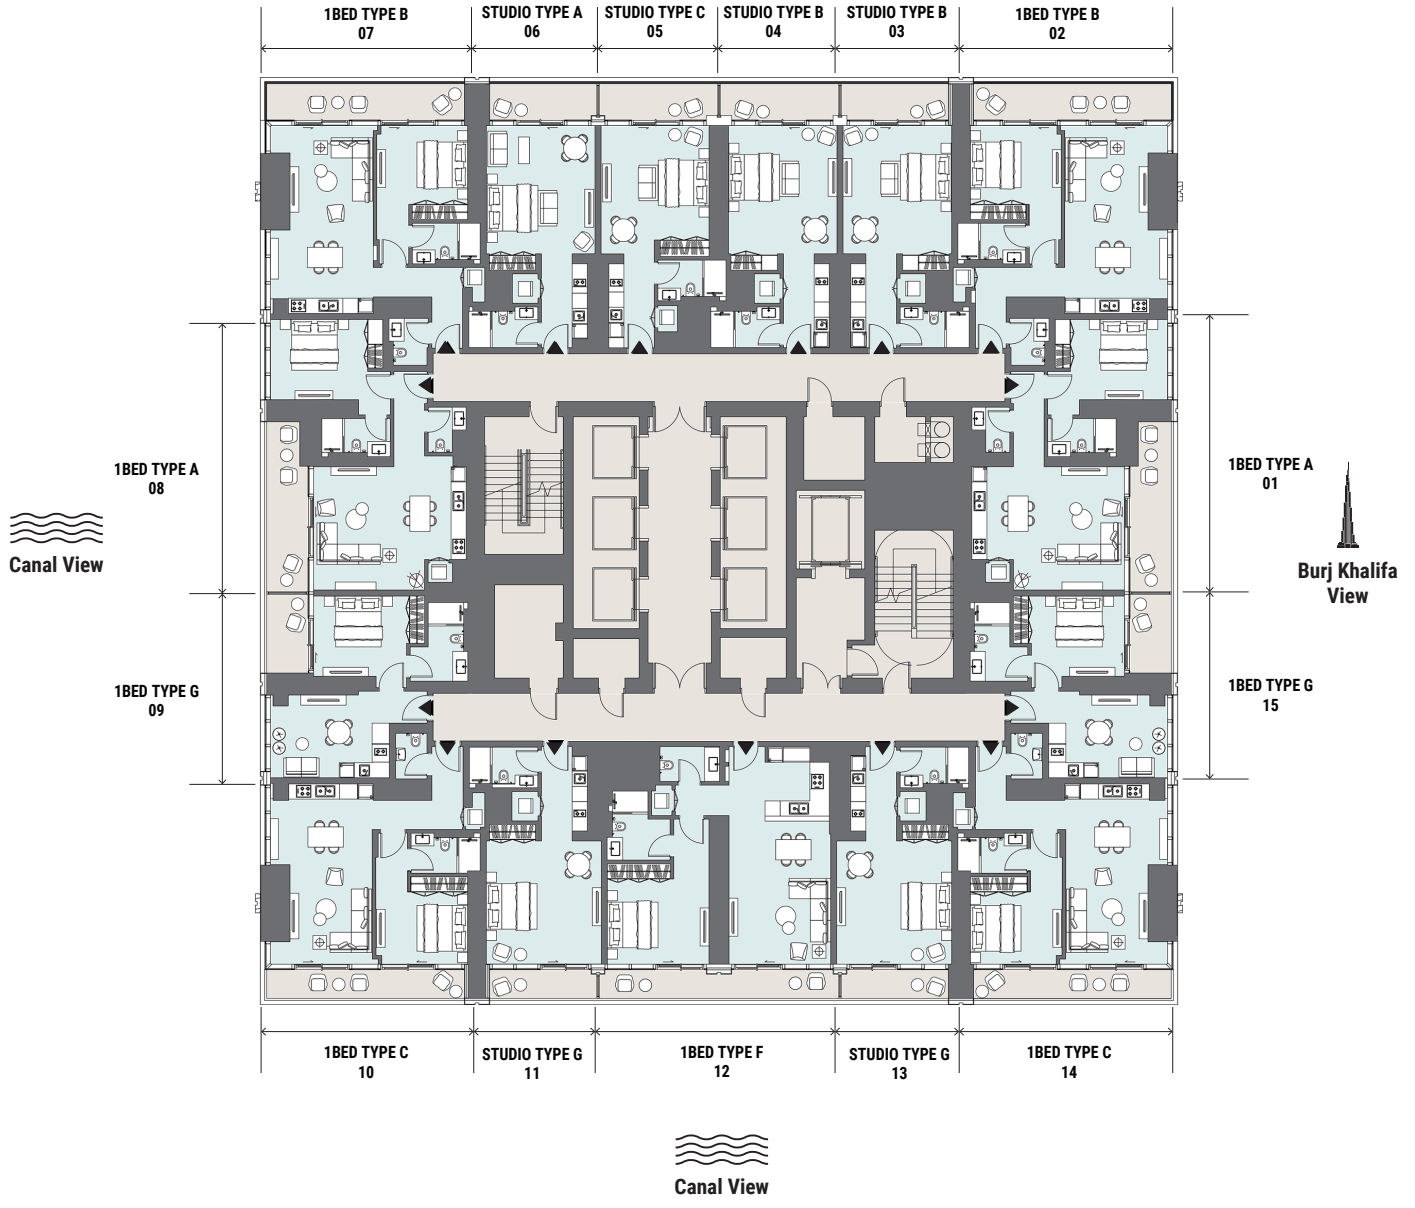 1BED TYPE B
07
STUDIO TYPE A
06
STUDIO TYPE C
05
STUDIO TYPE B
04
STUDIO TYPE B
03
1BED TYPE B
02
1BED TYPE A
08
1BED TYPE A
01
Canal View
Burj Khalifa
View
1BED TYPE G
09
1BED TYPE G
15
1BED TYPE C
10
STUDIO TYPE G
11
1BED TYPE F
12
STUDIO TYPE G
13
1BED TYPE C
14
Canal View